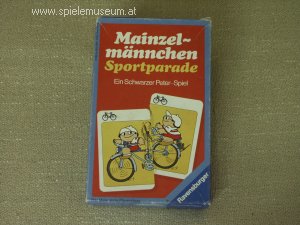 www.spielemuseum.at
Mainzel-
männchen
Sportparade
Ein Schwarzer Peter-Spiel
Ravensburger